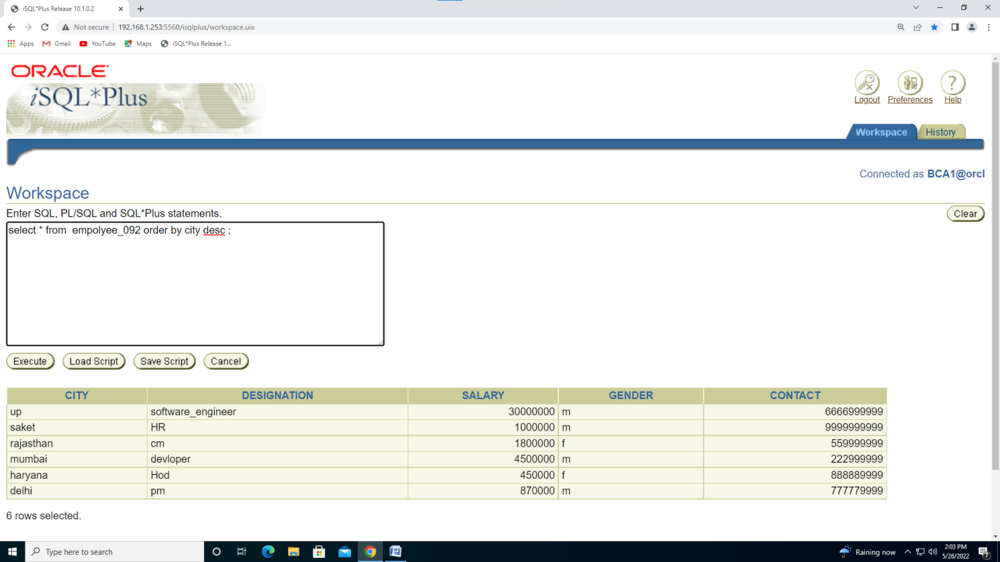 iSQL*Plus Release 10.1.0.2
Not secure | 192.168.1.253:5560/isqlplus/workspace.uix
Apps Gmail YouTube Maps iSQL*Plus Release 1...
ORACLE
iSQL*Plus
Logout Preferences Help
Workspace History
Connected as BCA1@orcl
Workspace
Enter SQL, PL/SQL and SQL*Plus statements.
Clear
select * from  empolyee_092 order by city desc ;
Execute Load Script Save Script Cancel
CITY DESIGNATION SALARY GENDER CONTACT
up software_engineer 30000000 m 6666999999
saket HR 1000000 m 9999999999
rajasthan cm 1800000 f 559999999
mumbai devloper 4500000 m 222999999
haryana Hod 450000 f 888889999
delhi pm 870000 m 777779999
6 rows selected.
Type here to search
Raining now
2:03 PM
5/26/2022
7